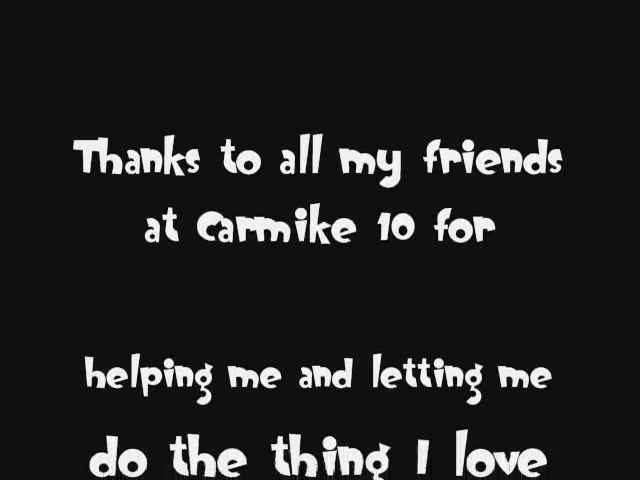 Thanks to all my friends
at Carmike 10 for
helping me and letting me
do the thing I love